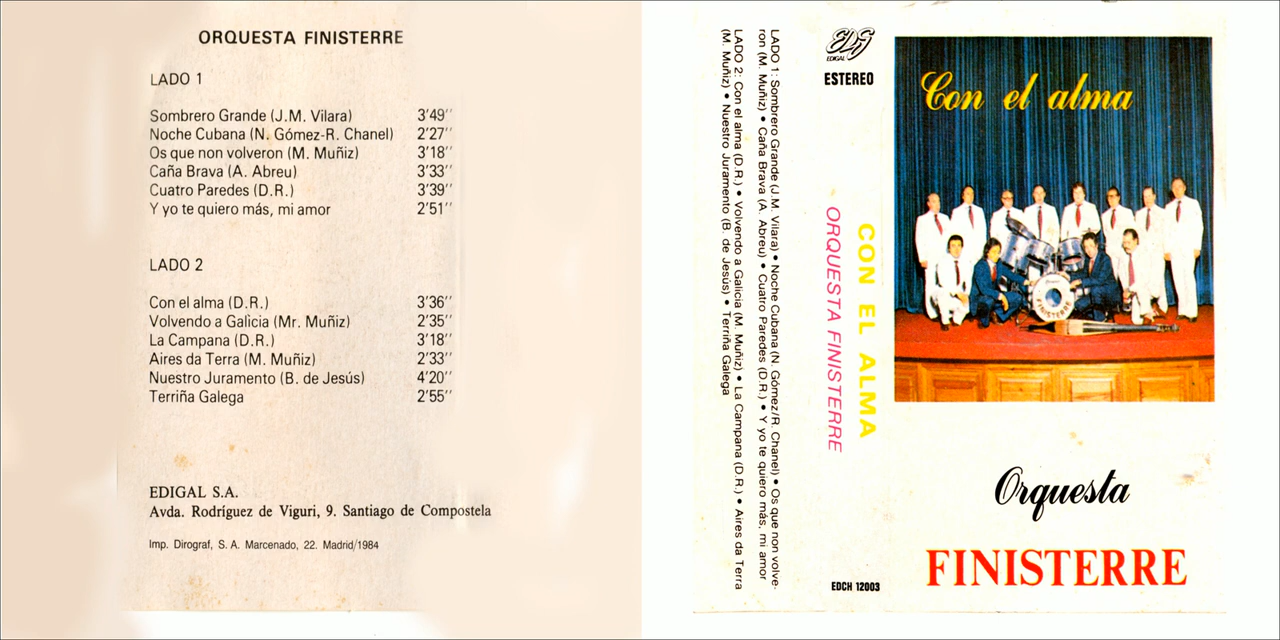 ORQUESTA FINISTERRE
LADO 1
Sombrero Grande (J.M. Vilara) 3'49''
Noche Cubana (N. Gómez-R. Chanel) 2'27''
Os que non volveron (M. Muñiz) 3'18''
Caña Brava (A. Abreu) 3'33''
Cuatro Paredes (D.R.) 3'39''
Y yo te quiero más, mi amor 2'51''
LADO 2
Con el alma (D.R.) 3'36''
Volvendo a Galicia (Mr. Muñiz) 2'35''
La Campana (D.R.) 3'18''
Aires da Terra (M. Muñiz) 2'33''
Nuestro Juramento (B. de Jesús) 4'20''
Terriña Galega 2'55''
EDIGAL S.A.
Avda. Rodríguez de Viguri, 9. Santiago de Compostela
Imp. Dirograf, S. A. Marcenado, 22. Madrid/1984
LADO 1: Sombrero Grande (J.M. Vilara) • Noche Cubana (N. Gómez/R. Chanel) • Os que non volve-
ron (M. Muñiz) • Caña Brava (A. Abreu) • Cuatro Paredes (D.R.) • Y yo te quiero más, mi amor
LADO 2: Con el alma (D.R.) • Volvendo a Galicia (M. Muñiz) • La Campana (D.R.) • Aires da Terra
(M. Muñiz) • Nuestro Juramento (B. de Jesús) • Terriña Galega
EDIGAL
ESTEREO
CON EL ALMA
ORQUESTA FINISTERRE
EDCH 12003
Con el alma
FINISTERRE
Orquesta
FINISTERRE